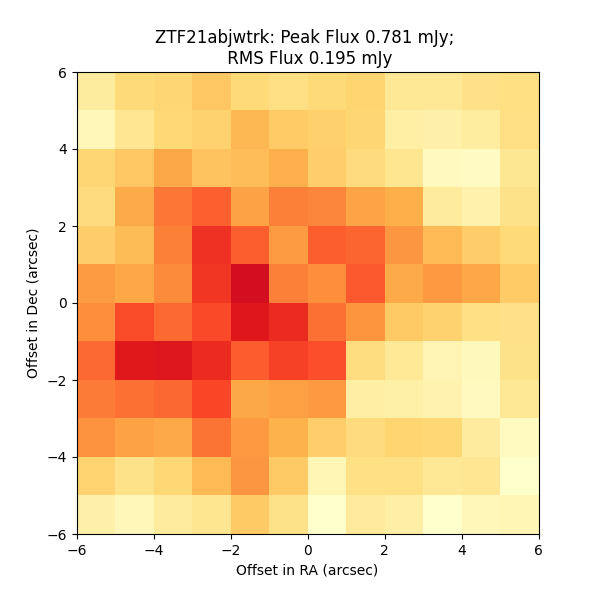 ZTF21abjwtrk: Peak Flux 0.781 mJy;
RMS Flux 0.195 mJy
6
4
2
0
−2
−4
−6
Offset in Dec (arcsec)
−6 −4 −2 0 2 4 6
Offset in RA (arcsec)